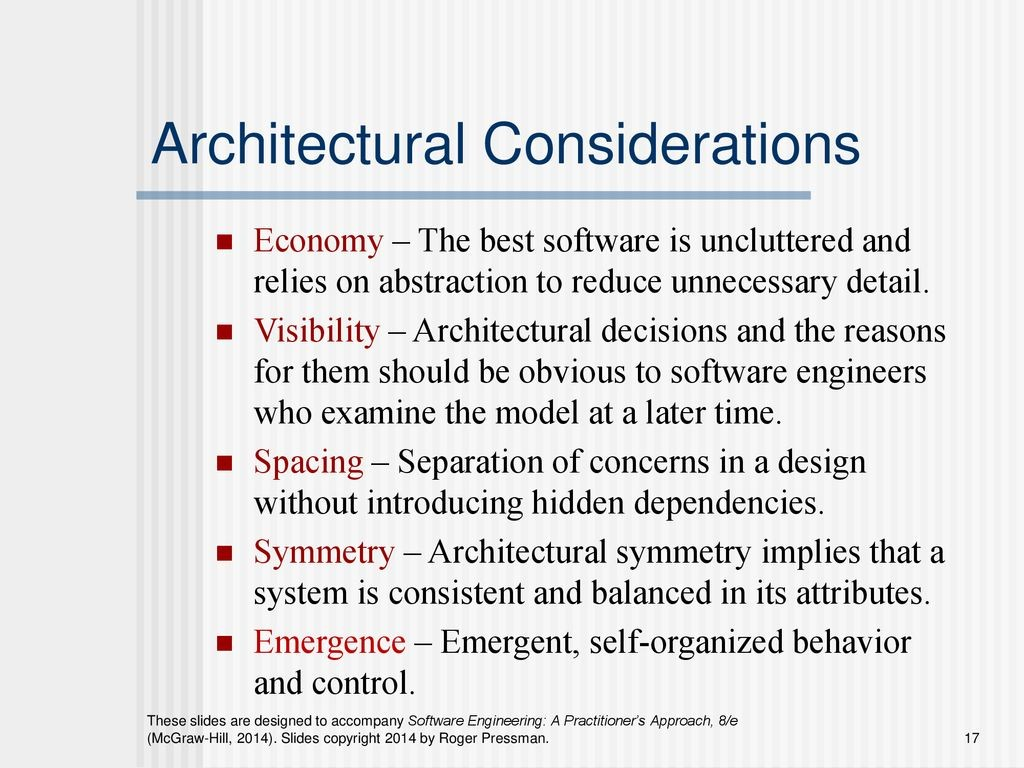 Architectural Considerations
Economy – The best software is uncluttered and
relies on abstraction to reduce unnecessary detail.
Visibility – Architectural decisions and the reasons
for them should be obvious to software engineers
who examine the model at a later time.
Spacing – Separation of concerns in a design
without introducing hidden dependencies.
Symmetry – Architectural symmetry implies that a
system is consistent and balanced in its attributes.
Emergence – Emergent, self-organized behavior
and control.
These slides are designed to accompany Software Engineering: A Practitioner’s Approach, 8/e
(McGraw-Hill, 2014). Slides copyright 2014 by Roger Pressman.
17